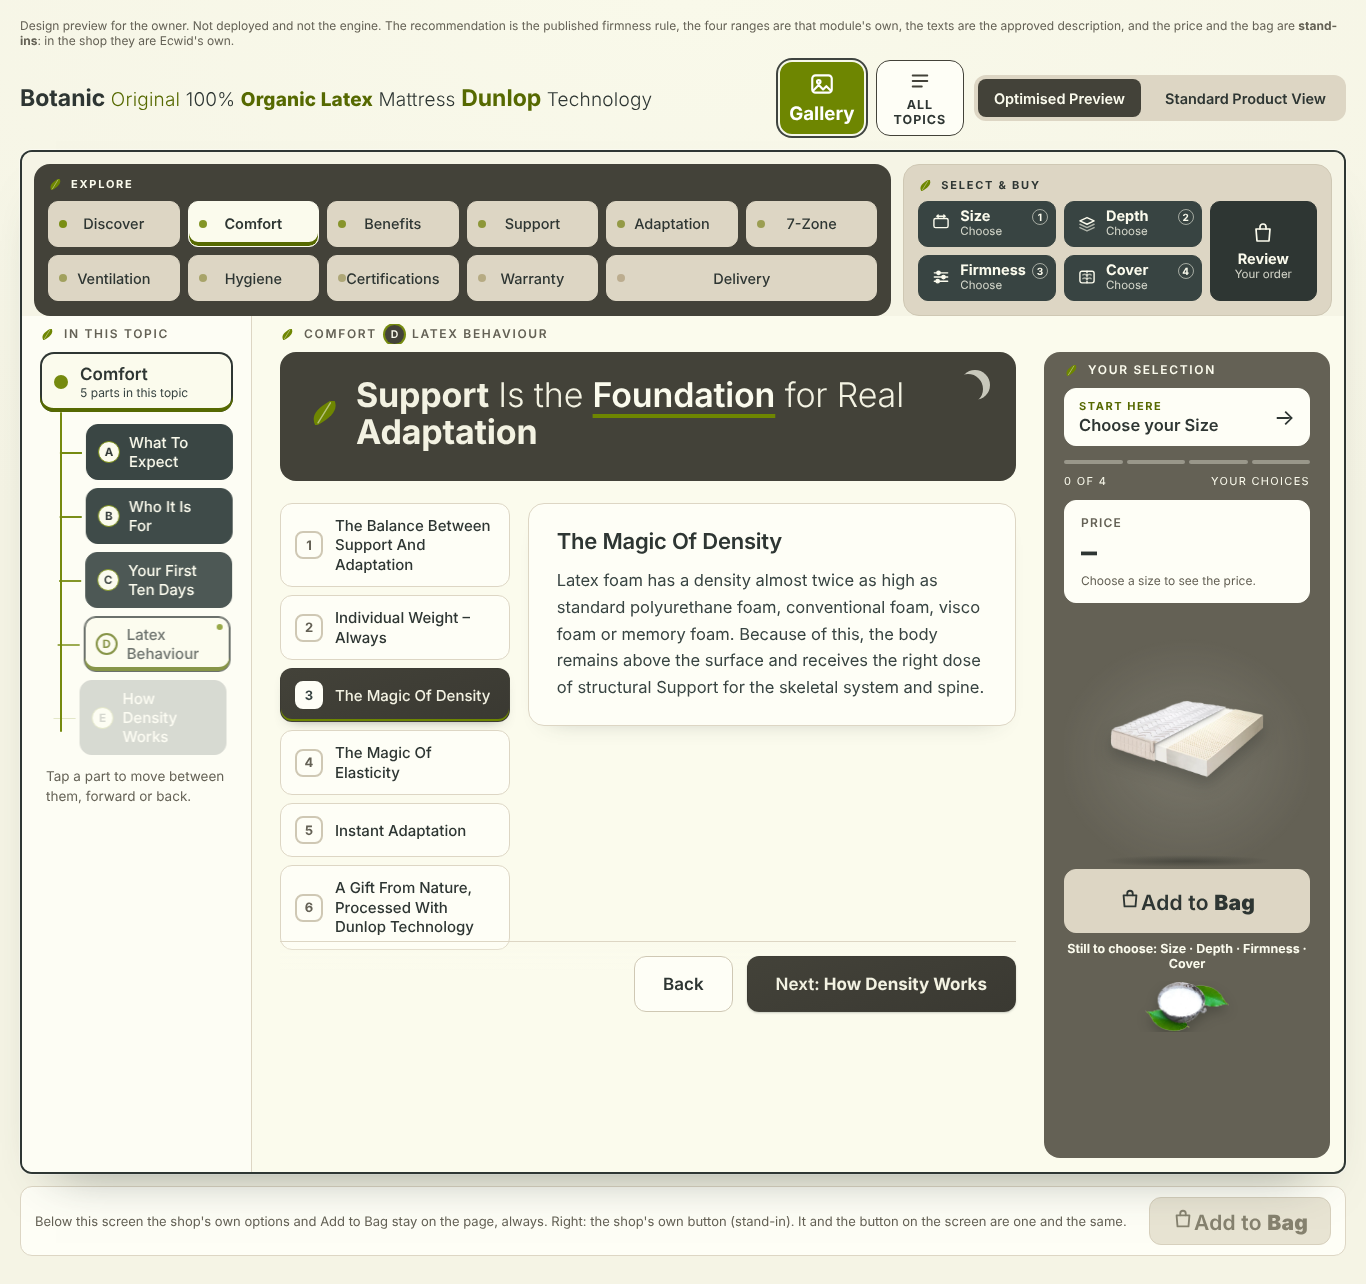 Design preview for the owner. Not deployed and not the engine. The recommendation is the published firmness rule, the four ranges are that module's own, the texts are the approved description, and the price and the bag are stand-
ins: in the shop they are Ecwid's own.
Botanic Original 100% Organic Latex Mattress Dunlop Technology
Gallery
ALL
TOPICS
Optimised Preview
Standard Product View
EXPLORE
Discover
Comfort
Benefits
Support
Adaptation
7-Zone
Ventilation
Hygiene
Certifications
Warranty
Delivery
SELECT & BUY
Size
Choose
1
Depth
Choose
2
Firmness
Choose
3
Cover
Choose
4
Review
Your order
IN THIS TOPIC
Comfort
5 parts in this topic
A
What To
Expect
B
Who It Is
For
C
Your First
Ten Days
D
Latex
Behaviour
E
How
Density
Works
Tap a part to move between
them, forward or back.
COMFORT D LATEX BEHAVIOUR
Support Is the Foundation for Real
Adaptation
1
The Balance Between
Support And
Adaptation
2
Individual Weight –
Always
3
The Magic Of Density
4
The Magic Of
Elasticity
5
Instant Adaptation
6
A Gift From Nature,
Processed With
Dunlop Technology
The Magic Of Density
Latex foam has a density almost twice as high as
standard polyurethane foam, conventional foam, visco
foam or memory foam. Because of this, the body
remains above the surface and receives the right dose
of structural Support for the skeletal system and spine.
Back
Next: How Density Works
YOUR SELECTION
START HERE
Choose your Size
0 OF 4
YOUR CHOICES
PRICE
–
Choose a size to see the price.
Add to Bag
Still to choose: Size · Depth · Firmness ·
Cover
Below this screen the shop's own options and Add to Bag stay on the page, always. Right: the shop's own button (stand-in). It and the button on the screen are one and the same.
Add to Bag